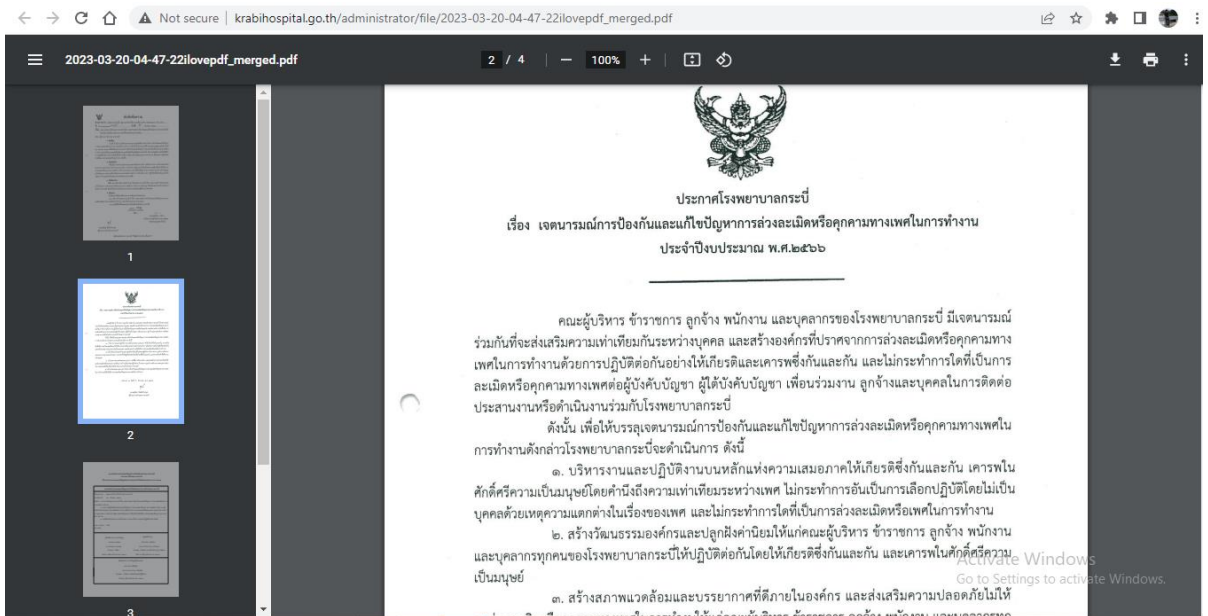 Not secure | krabihospital.go.th/administrator/file/2023-03-20-04-47-22ilovepdf_merged.pdf
2023-03-20-04-47-22ilovepdf_merged.pdf
2 / 4
100%
1
2
3
ประกาศโรงพยาบาลกระบี่
เรื่อง เจตนารมณ์การป้องกันและแก้ไขปัญหาการล่วงละเมิดหรือคุกคามทางเพศในการทำงาน
ประจำปีงบประมาณ พ.ศ.๒๕๖๖
คณะผู้บริหาร ข้าราชการ ลูกจ้าง พนักงาน และบุคลากรของโรงพยาบาลกระบี่ มีเจตนารมณ์
ร่วมกันที่จะส่งเสริมความเท่าเทียมกันระหว่างบุคคล และสร้างองค์กรที่ปราศจากการล่วงละเมิดหรือคุกคามทาง
เพศในการทำงานด้วยการปฏิบัติต่อกันอย่างให้เกียรติและเคารพซึ่งกันและกัน และไม่กระทำการใดที่เป็นการ
ละเมิดหรือคุกคามทางเพศต่อผู้บังคับบัญชา ผู้ใต้บังคับบัญชา เพื่อนร่วมงาน ลูกจ้างและบุคคลในการติดต่อ
ประสานงานหรือดำเนินงานร่วมกับโรงพยาบาลกระบี่
ดังนั้น เพื่อให้บรรลุเจตนารมณ์การป้องกันและแก้ไขปัญหาการล่วงละเมิดหรือคุกคามทางเพศใน
การทำงานดังกล่าวโรงพยาบาลกระบี่จะดำเนินการ ดังนี้
๑. บริหารงานและปฏิบัติงานบนหลักแห่งความเสมอภาคให้เกียรติซึ่งกันและกัน เคารพใน
ศักดิ์ศรีความเป็นมนุษย์โดยคำนึงถึงความเท่าเทียมระหว่างเพศ ไม่กระทำการอันเป็นการเลือกปฏิบัติโดยไม่เป็น
บุคคลด้วยเหตุความแตกต่างในเรื่องของเพศ และไม่กระทำการใดที่เป็นการล่วงละเมิดหรือเพศในการทำงาน
๒. สร้างวัฒนธรรมองค์กรและปลูกฝังค่านิยมให้แก่คณะผู้บริหาร ข้าราชการ ลูกจ้าง พนักงาน
และบุคลากรทุกคนของโรงพยาบาลกระบี่ให้ปฏิบัติต่อกันโดยให้เกียรติซึ่งกันและกัน และเคารพในศักดิ์ศรีความ
เป็นมนุษย์
๓. สร้างสภาพแวดล้อมและบรรยากาศที่ดีภายในองค์กร และส่งเสริมความปลอดภัยไม่ให้
Activate Windows
Go to Settings to activate Windows.